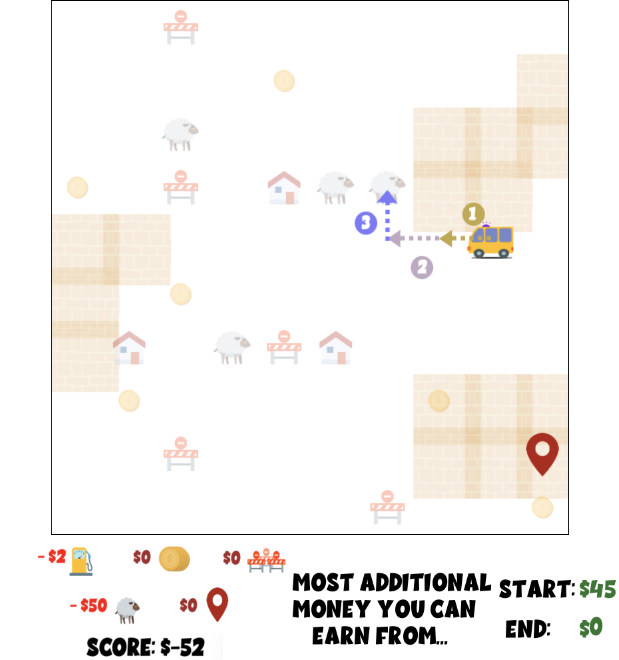 1
3
2
- $2
$0
$0
- $50
$0
SCORE: $-52
MOST ADDITIONAL
MONEY YOU CAN
EARN FROM...
START: $45
END: $0